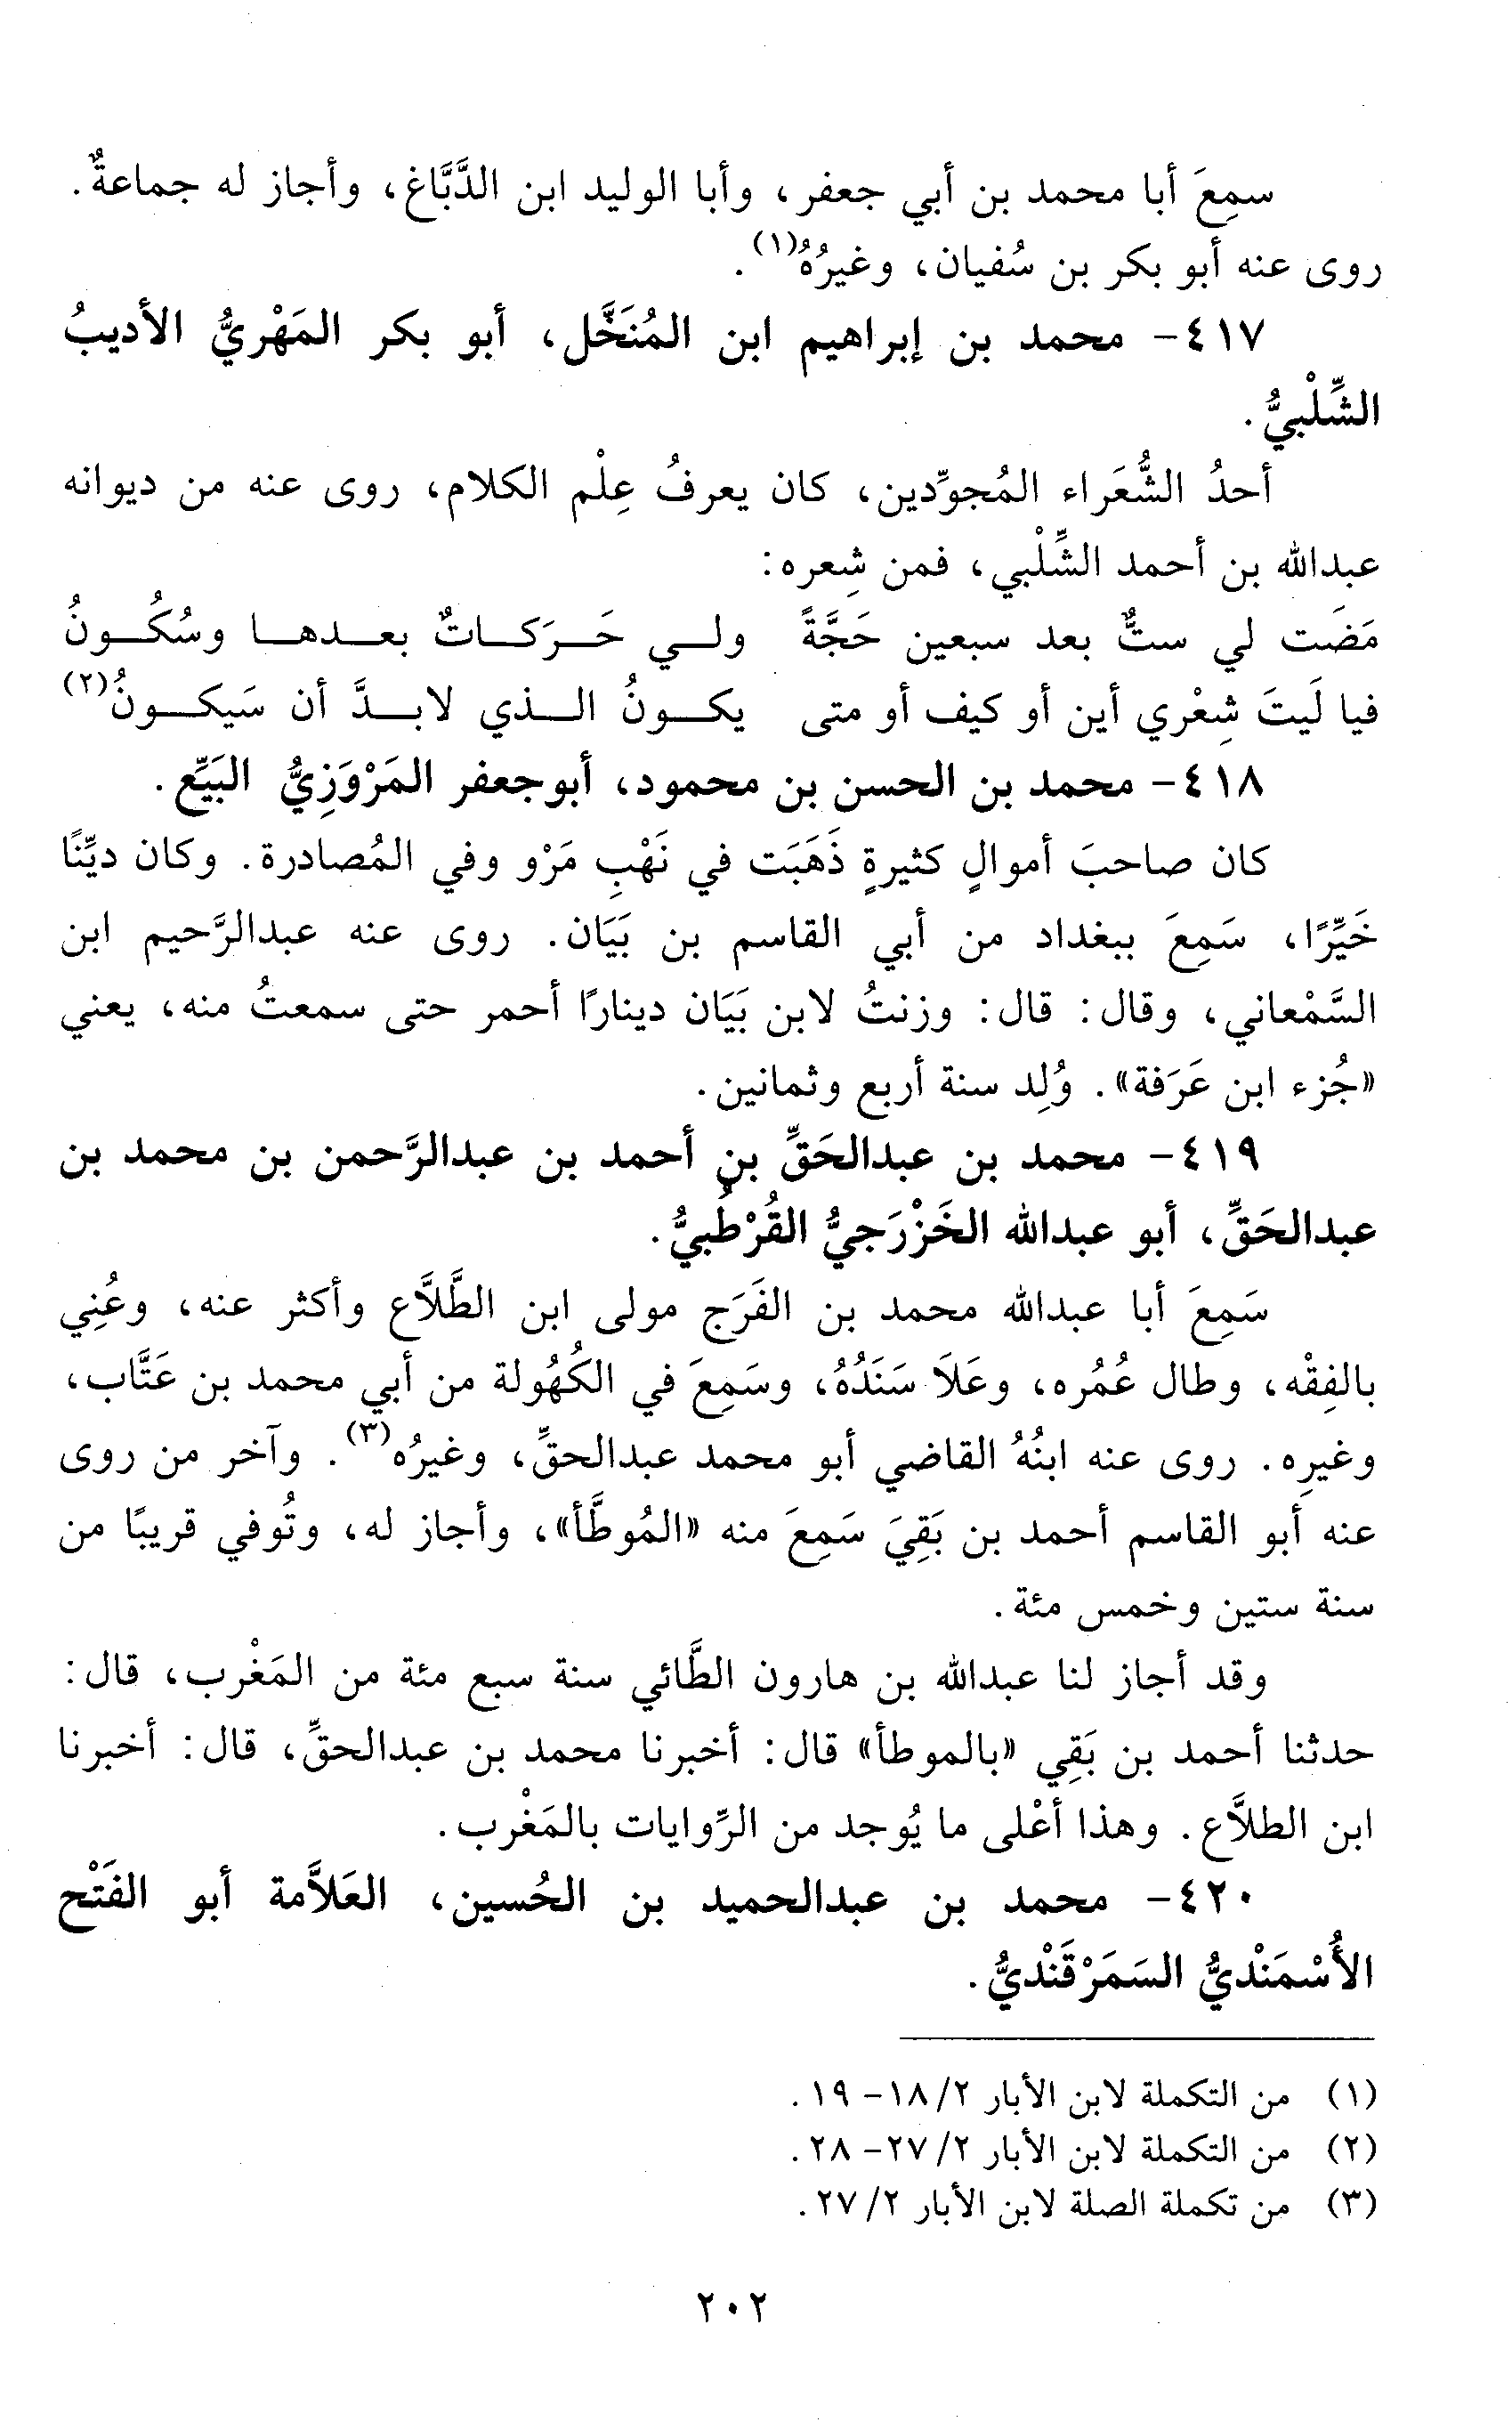 سمِعَ أبا محمد بن أبي جعفر، وأبا الوليد ابن الدَّبَّاغ، وأجاز له جماعةٌ.
روى عنه أبو بكر بن سُفيان، وغيرُهُ(١).
٤١٧- محمد بن إبراهيم ابن المُنَخَّل، أبو بكر المَهْريُّ الأديبُ
الشِّلْبيُّ.
أحدُ الشُّعَراء المُجوِّدين، كان يعرفُ عِلْم الكلام، روى عنه من ديوانه
عبدالله بن أحمد الشِّلْبي، فمن شِعره:
مَضَت لي ستٌّ بعد سبعين حَجَّةً ولي حَرَكاتٌ بعدها وسُكُونُ
فيا لَيتَ شِعْري أين أو كيف أو متى يكونُ الذي لابدَّ أن سَيكونُ(٢)
٤١٨- محمد بن الحسن بن محمود، أبوجعفر المَرْوَزِيُّ البَيِّع.
كان صاحبَ أموالٍ كثيرةٍ ذَهَبَت في نَهْبِ مَرْو وفي المُصادرة. وكان ديِّنًا
خَيِّرًا، سَمِعَ ببغداد من أبي القاسم بن بَيَان. روى عنه عبدالرَّحيم ابن
السَّمْعاني، وقال: قال: وزنتُ لابن بَيَان دينارًا أحمر حتى سمعتُ منه، يعني
«جُزء ابن عَرَفة». وُلِد سنة أربع وثمانين.
٤١٩- محمد بن عبدالحَقِّ بن أحمد بن عبدالرَّحمن بن محمد بن
عبدالحَقِّ، أبو عبدالله الخَزْرَجيُّ القُرْطُبيُّ.
سَمِعَ أبا عبدالله محمد بن الفَرَج مولى ابن الطَّلاَّع وأكثر عنه، وعُنِي
بالفِقْه، وطال عُمُره، وعَلاَ سَنَدُهُ، وسَمِعَ في الكُهُولة من أبي محمد بن عَتَّاب،
وغيرِه. روى عنه ابنُهُ القاضي أبو محمد عبدالحقِّ، وغيرُه(٣). وآخر من روى
عنه أبو القاسم أحمد بن بَقِيَ سَمِعَ منه «المُوطَّأ»، وأجاز له، وتُوفي قريبًا من
سنة ستين وخمس مئة.
وقد أجاز لنا عبدالله بن هارون الطَّائي سنة سبع مئة من المَغْرب، قال:
حدثنا أحمد بن بَقِي «بالموطأ» قال: أخبرنا محمد بن عبدالحقِّ، قال: أخبرنا
ابن الطلاَّع. وهذا أعْلى ما يُوجد من الرِّوايات بالمَغْرب.
٤٢٠- محمد بن عبدالحميد بن الحُسين، العَلاَّمة أبو الفَتْح
الأُسْمَنْديُّ السَمَرْقَنْديُّ.
(١) من التكملة لابن الأبار ٢/ ١٨- ١٩.
(٢) من التكملة لابن الأبار ٢/ ٢٧- ٢٨.
(٣) من تكملة الصلة لابن الأبار ٢/ ٢٧.
٢٠٢